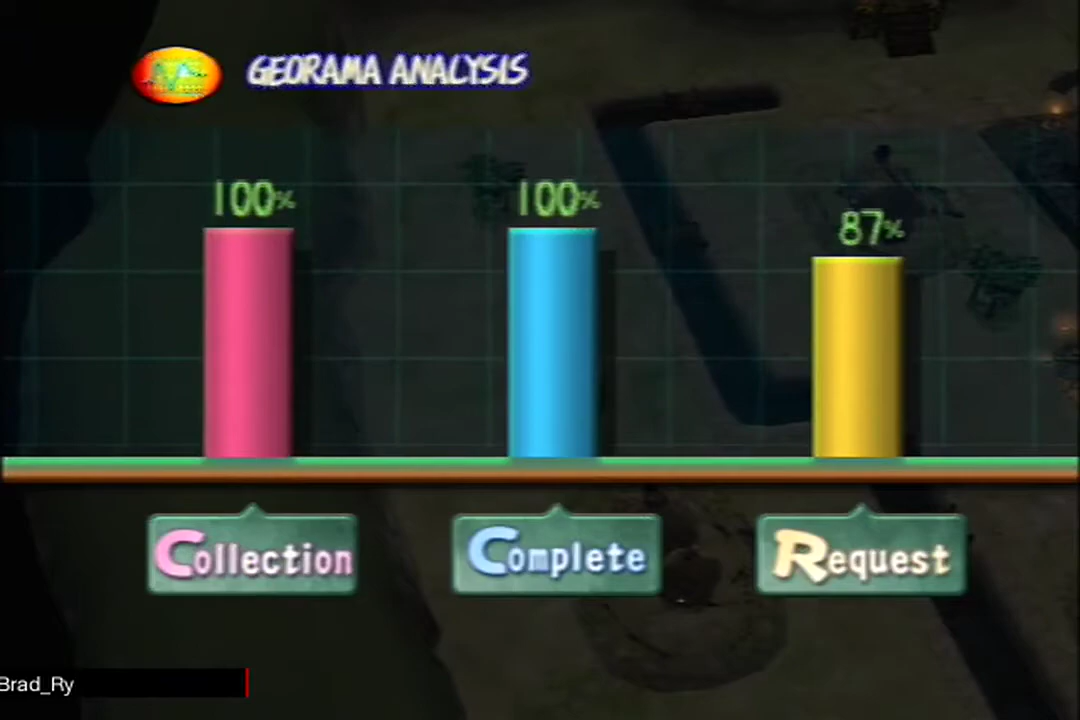 GEORAMA ANALYSIS
100% 100% 87%
Collection Complete Request
Brad_Ry